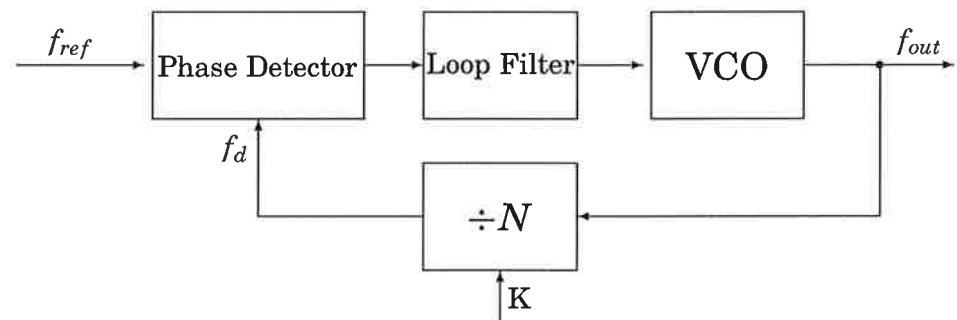 f_ref
Phase Detector
Loop Filter
VCO
f_out
f_d
÷N
K